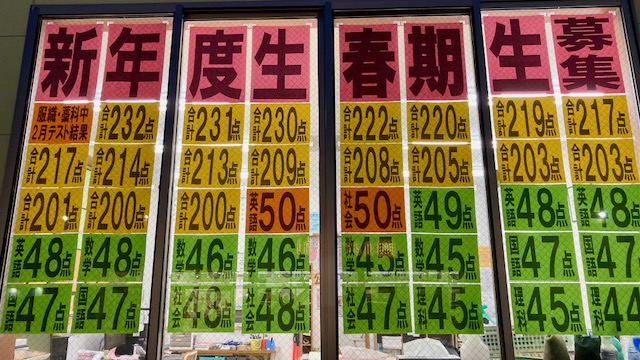 新年度生春期生募集
服織・藁科中 2月テスト結果 合計232点 合計231点 合計230点 合計222点 合計220点 合計219点 合計217点
合計217点 合計214点 合計213点 合計209点 合計208点 合計205点 合計203点 合計203点
合計201点 合計200点 合計200点 英語50点 社会50点 英語49点 英語48点 英語48点
英語48点 数学48点 数学46点 数学46点 数学45点 数学45点 国語47点 国語47点
国語47点 国語47点 社会48点 社会48点 47点 理科45点 理科45点 理科44